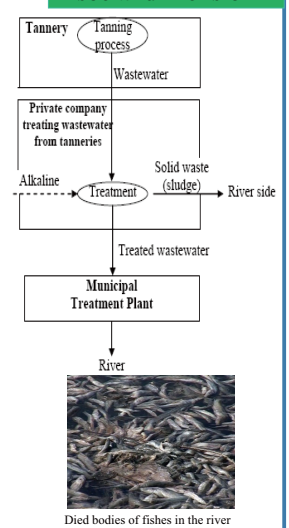 Tannery
Tanning
process
Wastewater
Private company
treating wastewater
from tanneries
Solid waste
(sludge)
Alkaline
Treatment
River side
Treated wastewater
Municipal
Treatment Plant
River
Died bodies of fishes in the river